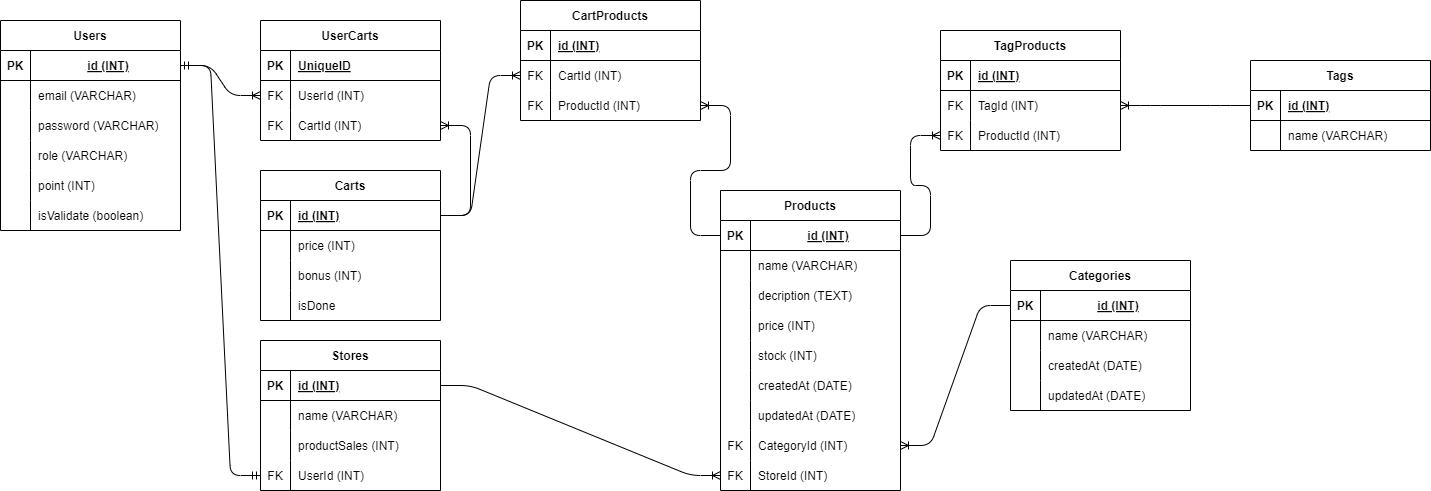 Users
PK id (INT)
email (VARCHAR)
password (VARCHAR)
role (VARCHAR)
point (INT)
isValidate (boolean)
UserCarts
PK UniqueID
FK UserId (INT)
FK CartId (INT)
Carts
PK id (INT)
price (INT)
bonus (INT)
isDone
Stores
PK id (INT)
name (VARCHAR)
productSales (INT)
FK UserId (INT)
CartProducts
PK id (INT)
FK CartId (INT)
FK ProductId (INT)
Products
PK id (INT)
name (VARCHAR)
decription (TEXT)
price (INT)
stock (INT)
createdAt (DATE)
updatedAt (DATE)
FK CategoryId (INT)
FK StoreId (INT)
TagProducts
PK id (INT)
FK TagId (INT)
FK ProductId (INT)
Tags
PK id (INT)
name (VARCHAR)
Categories
PK id (INT)
name (VARCHAR)
createdAt (DATE)
updatedAt (DATE)